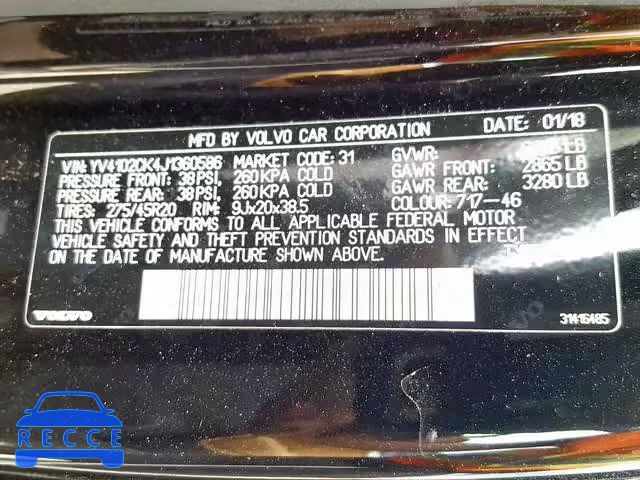 MFD BY VOLVO CAR CORPORATION DATE: 01/18
VIN: YV4102CK4J1360586 MARKET CODE: 31 GVWR: LB
PRESSURE FRONT: 38 PSI, 260 KPA COLD GAWR FRONT: 2865 LB
PRESSURE REAR: 38 PSI, 260 KPA COLD GAWR REAR: 3280 LB
TIRES: 275/45R20 RIM: 9Jx20x38.5 COLOUR: 717-46
THIS VEHICLE CONFORMS TO ALL APPLICABLE FEDERAL MOTOR
VEHICLE SAFETY AND THEFT PREVENTION STANDARDS IN EFFECT
ON THE DATE OF MANUFACTURE SHOWN ABOVE.
VOLVO 31416485
RECCE